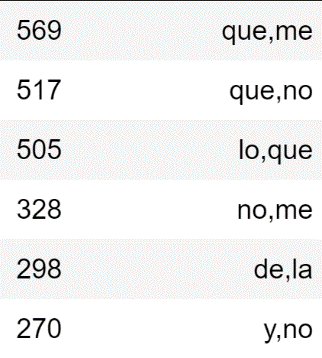 569 que,me
517 que,no
505 lo,que
328 no,me
298 de,la
270 y,no